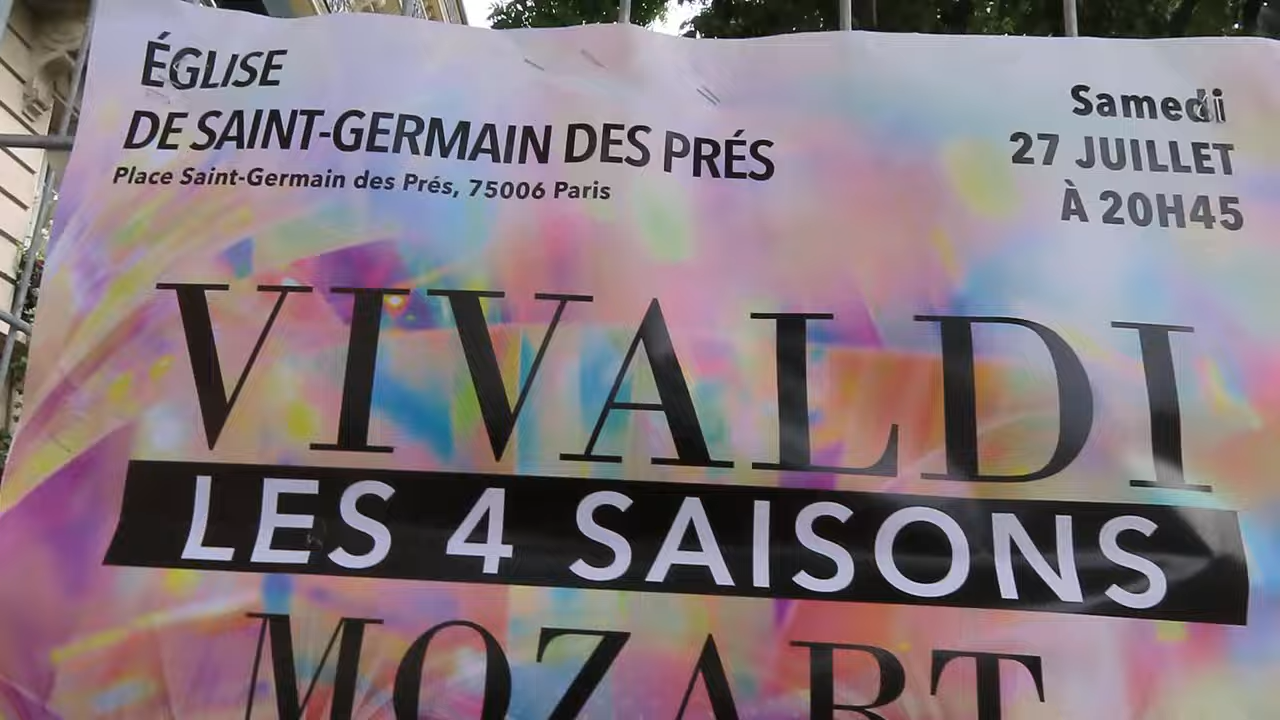 ÉGLISE
DE SAINT-GERMAIN DES PRÉS
Place Saint-Germain des Prés, 75006 Paris
Samedi
27 JUILLET
À 20H45
VIVALDI
LES 4 SAISONS
MOZART